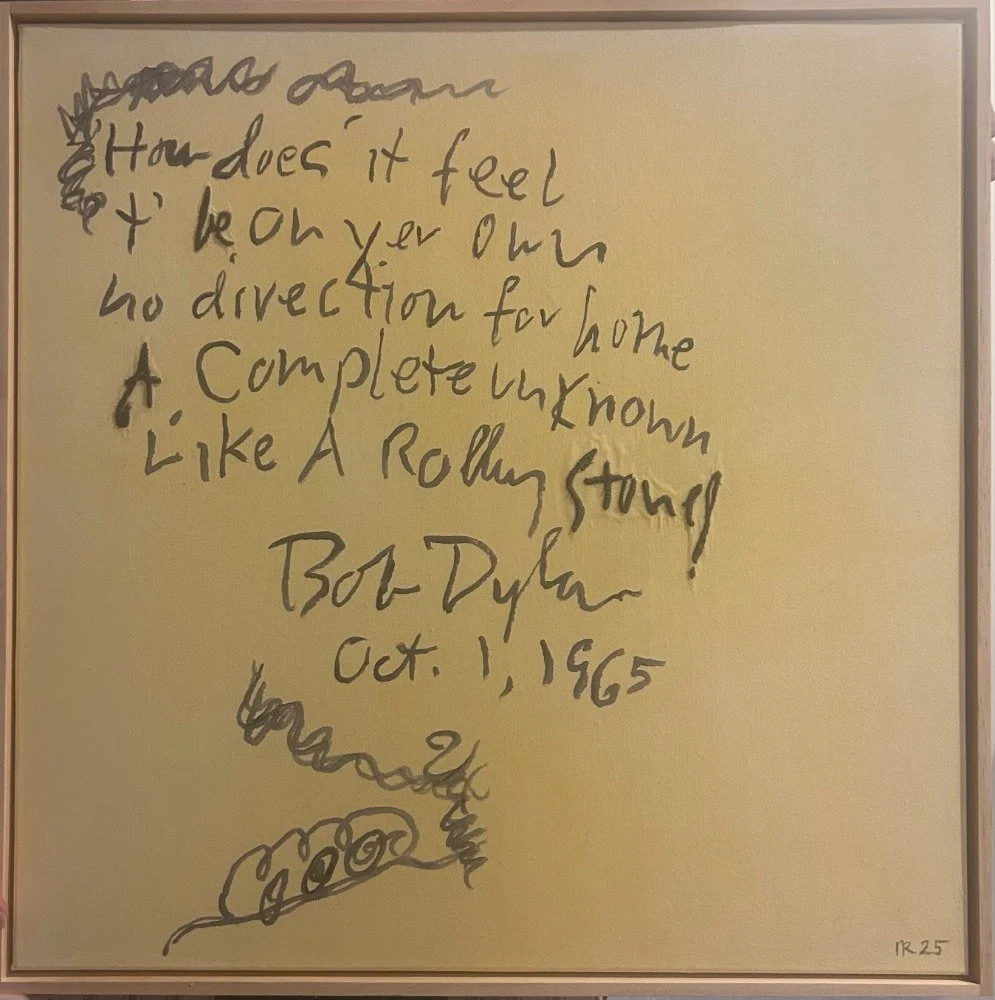 "How does it feel
t' be on yer own
no direction for home
A complete unknown
Like A Rolling Stone!
Bob Dylan
Oct. 1, 1965
25